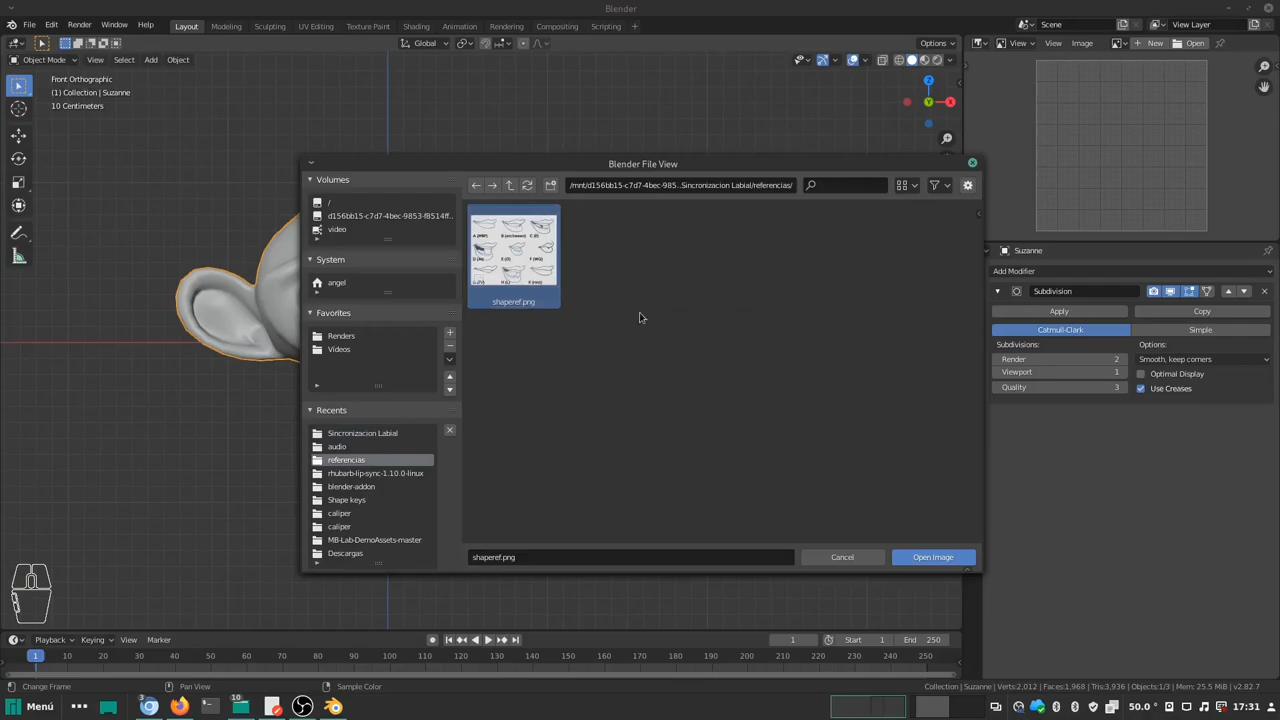 Blender
File Edit Render Window Help Layout Modeling Sculpting UV Editing Texture Paint Shading Animation Rendering Compositing Scripting + Scene View Layer
Global Options View View Image New Open
Object Mode View Select Add Object
Front Orthographic
(1) Collection | Suzanne
10 Centimeters
Z
Y
X
Blender File View
Volumes
/mnt/d156bb15-c7d7-4bec-985..Sincronizacion Labial/referencias/
/
d156bb15-c7d7-4bec-9853-f8514ff..
video
System
angel
shaperef.png
Favorites
Renders
Vídeos
Recents
Sincronizacion Labial
audio
referencias
rhubarb-lip-sync-1.10.0-linux
blender-addon
Shape keys
caliper
caliper
MB-Lab-DemoAssets-master
Descargas
shaperef.png
Cancel
Open Image
Suzanne
Add Modifier
Subdivision
Apply Copy
Catmull-Clark Simple
Subdivisions: Options:
Render 2 Smooth, keep corners
Viewport 1 Optimal Display
Quality 3 Use Creases
Playback Keying View Marker 1 Start 1 End 250
1 10 20 30 40 50 60 70 80 90 100 110 120 130 140 150 160 170 180 190 200 210 220 230 240 250
Change Frame Pan View Sample Color Collection | Suzanne | Verts:2,012 | Faces:1,968 | Tris:3,936 | Objects:1/3 | Mem: 25.5 MiB | v2.82.7
Menú 3 10 50.0 ° 17:31